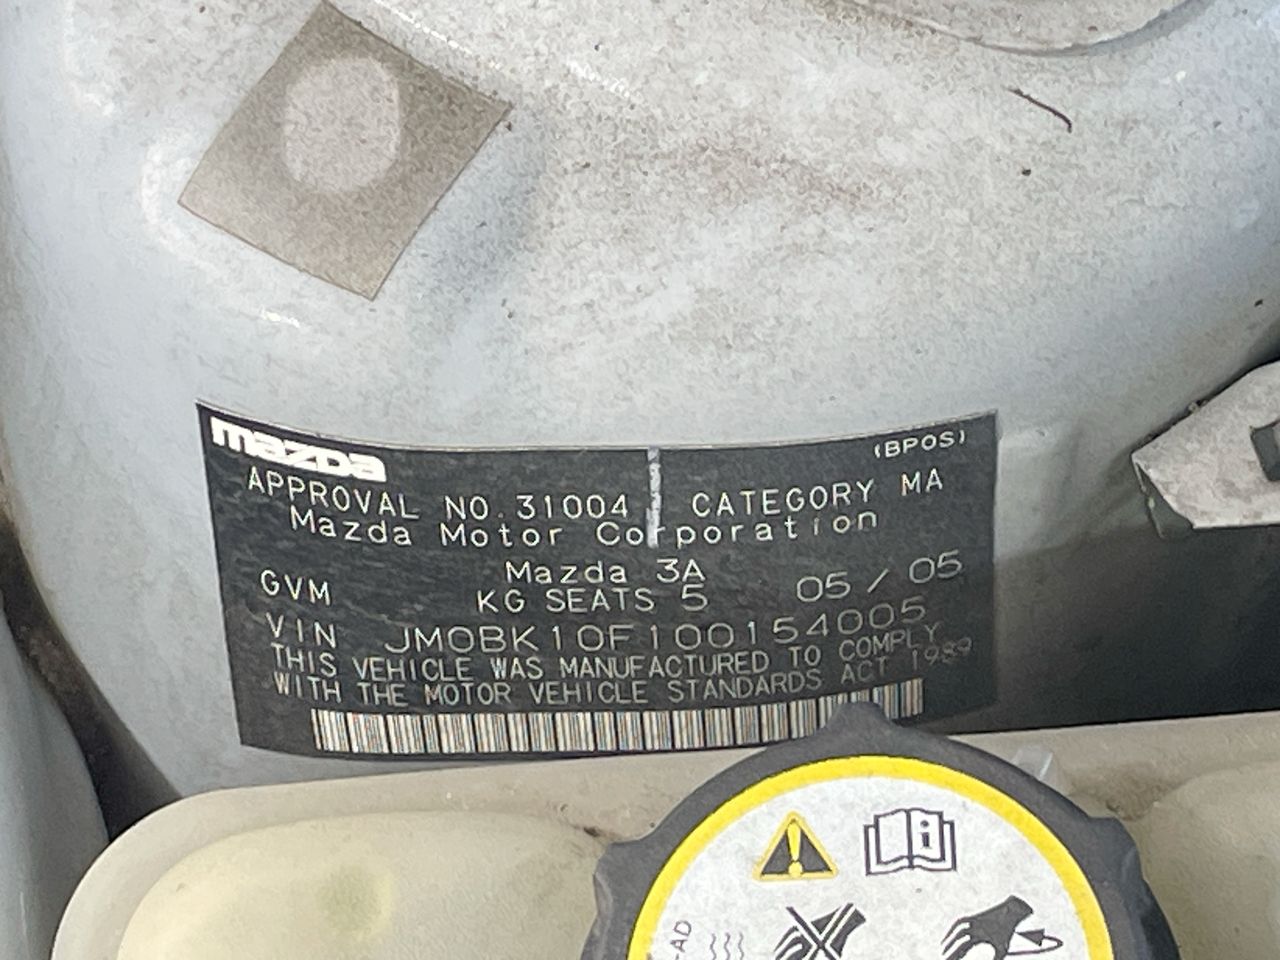 mazda
(BPOS)
APPROVAL NO. 31004 CATEGORY MA
Mazda Motor Corporation
Mazda 3A
GVM KG SEATS 5 05 / 05
VIN JM0BK10F100154005
THIS VEHICLE WAS MANUFACTURED TO COMPLY
WITH THE MOTOR VEHICLE STANDARDS ACT 1989
-AD